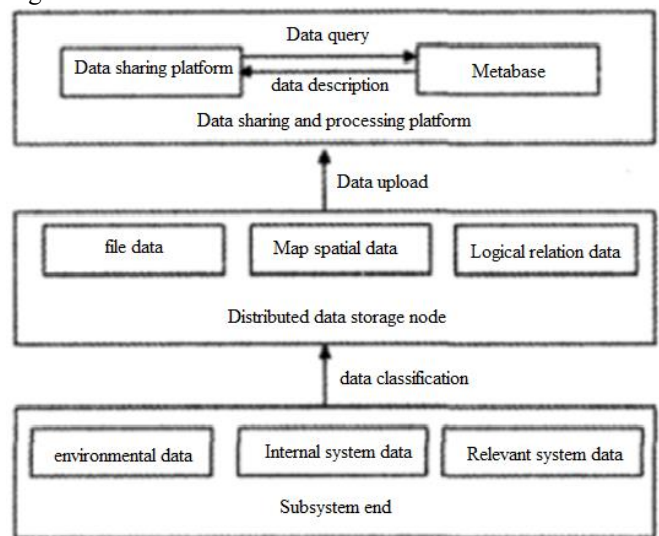 Data query
Data sharing platform
Metabase
data description
Data sharing and processing platform
Data upload
file data
Map spatial data
Logical relation data
Distributed data storage node
data classification
environmental data
Internal system data
Relevant system data
Subsystem end